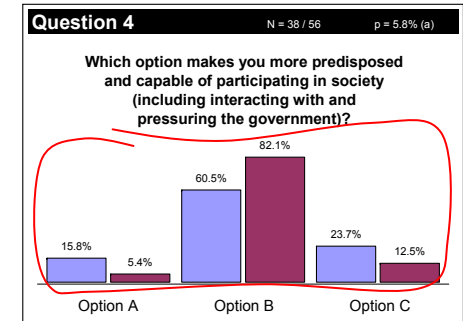 Question 4 N = 38 / 56 p = 5.8% (a)
Which option makes you more predisposed
and capable of participating in society
(including interacting with and
pressuring the government)?
82.1%
60.5%
23.7%
15.8%
12.5%
5.4%
Option A Option B Option C